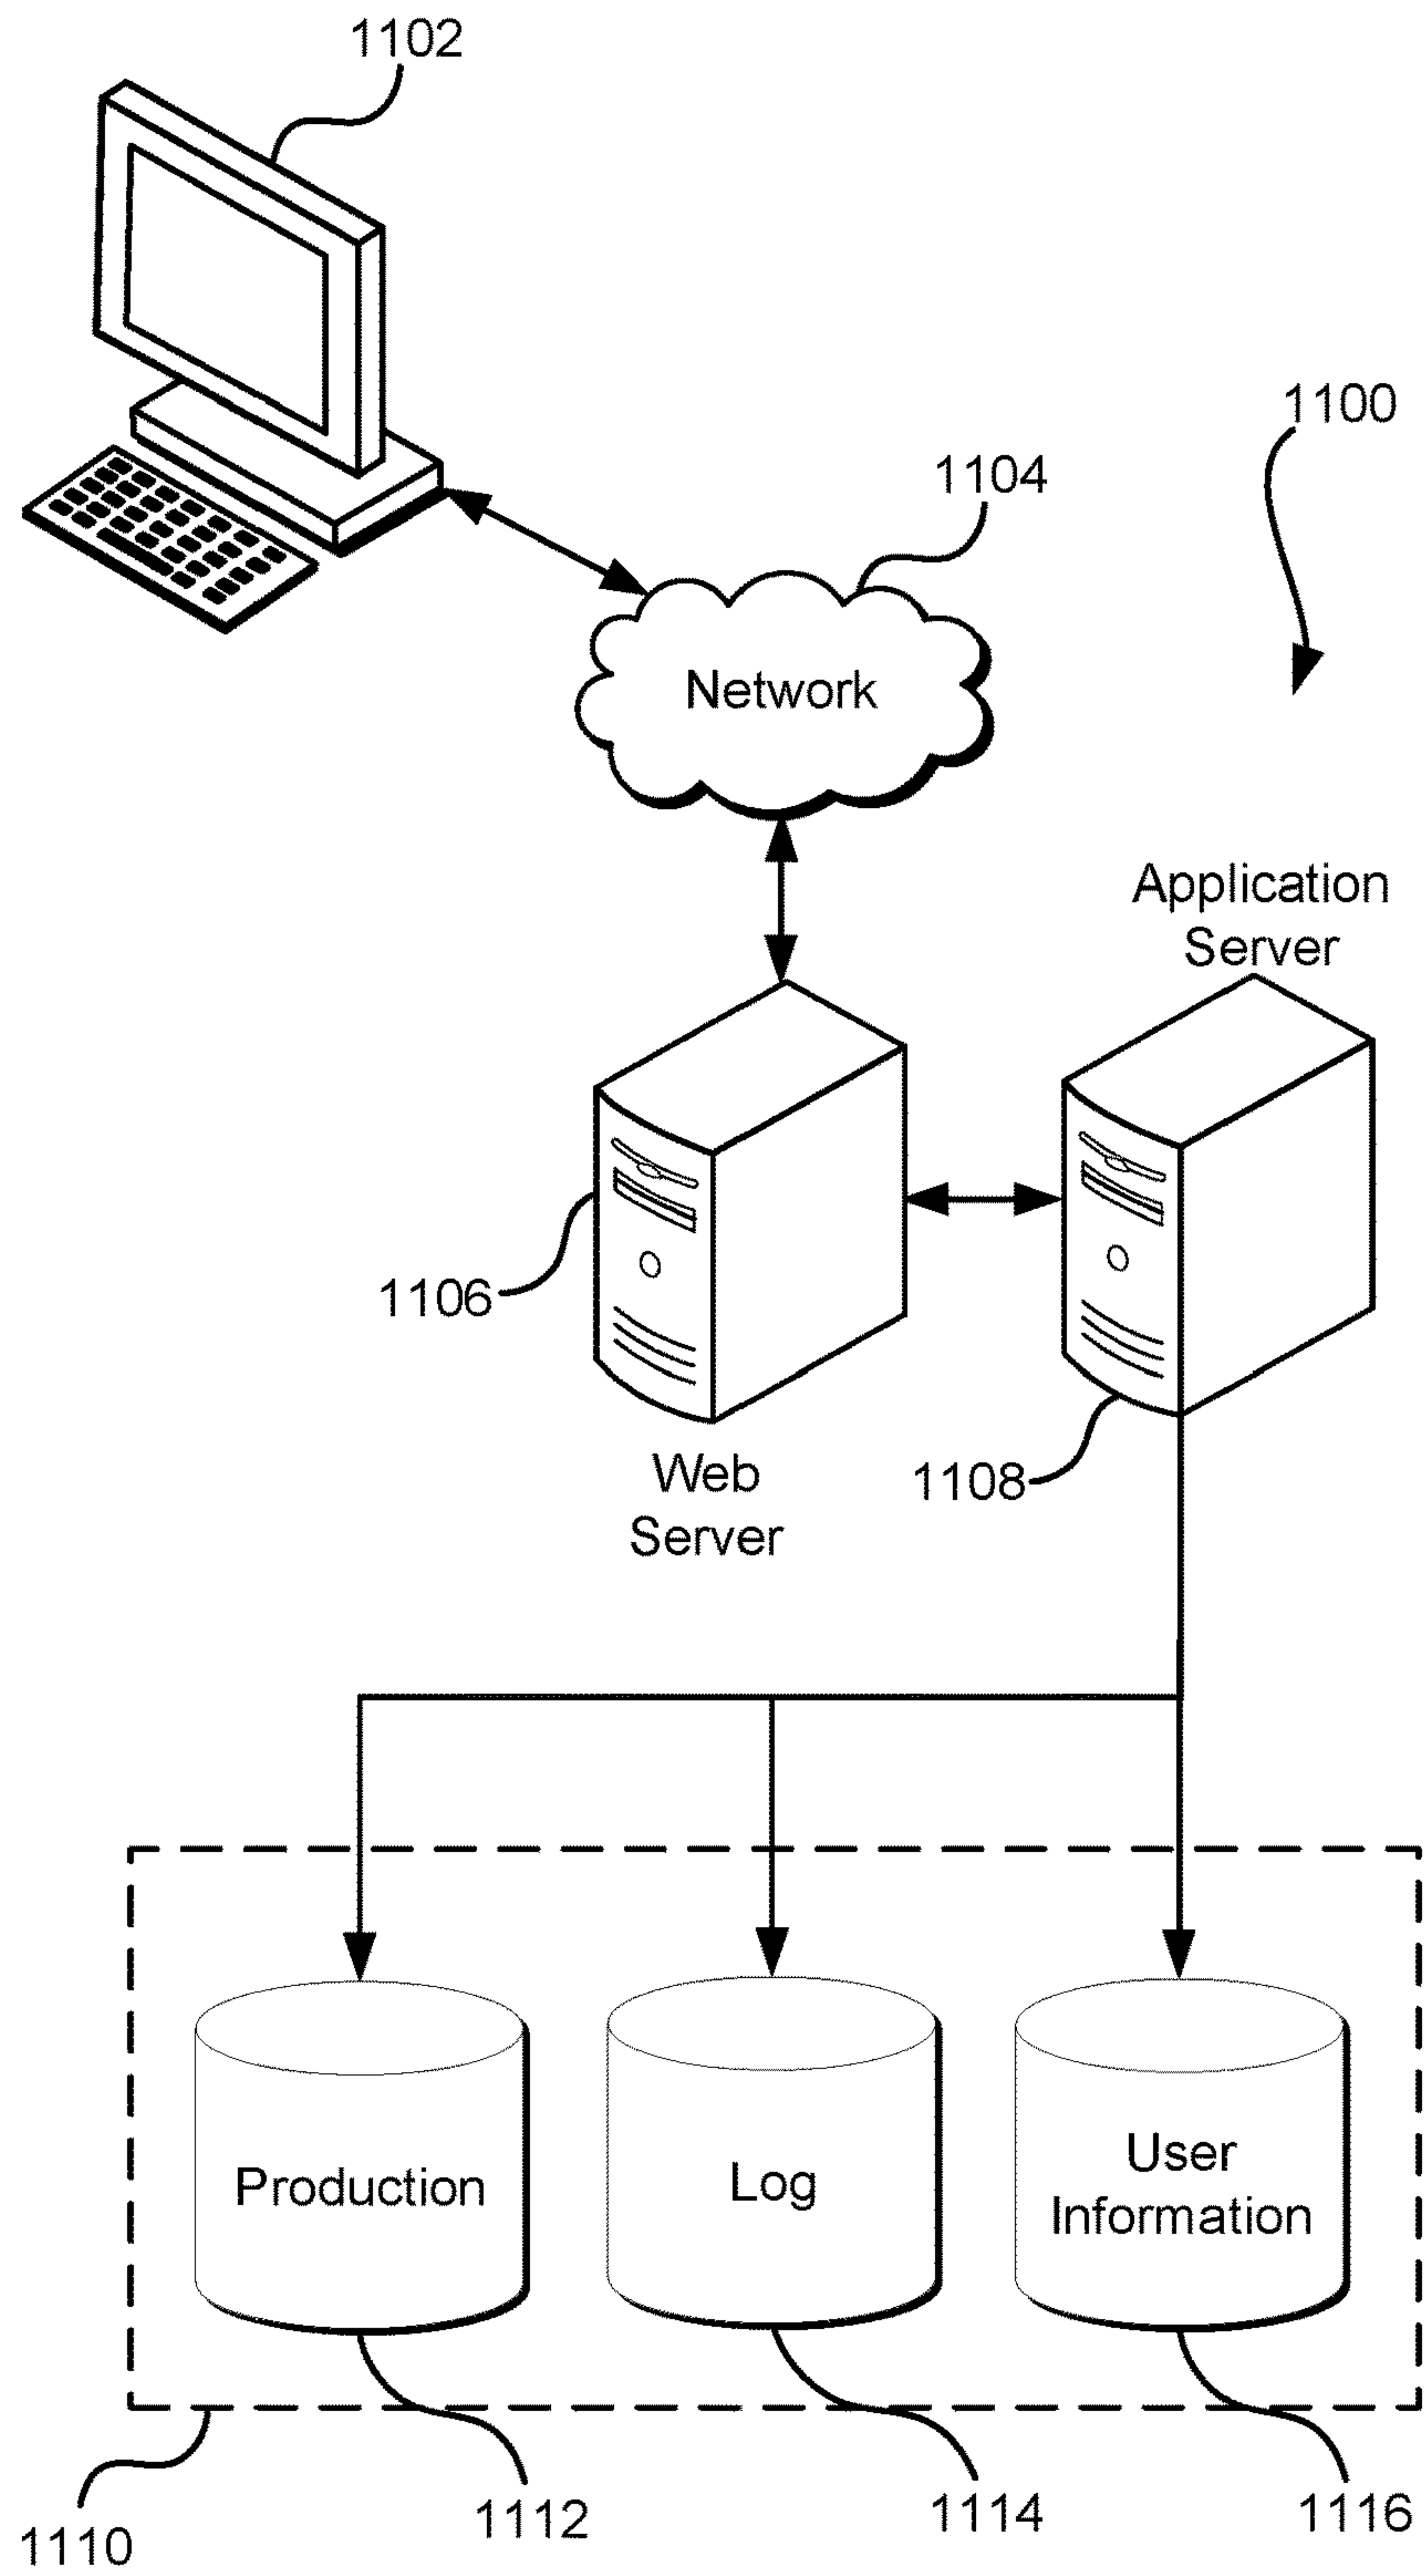 1102
1100
1104
Network
Application
Server
1106
Web
Server
1108
Production
Log
User
Information
1110
1112
1114
1116